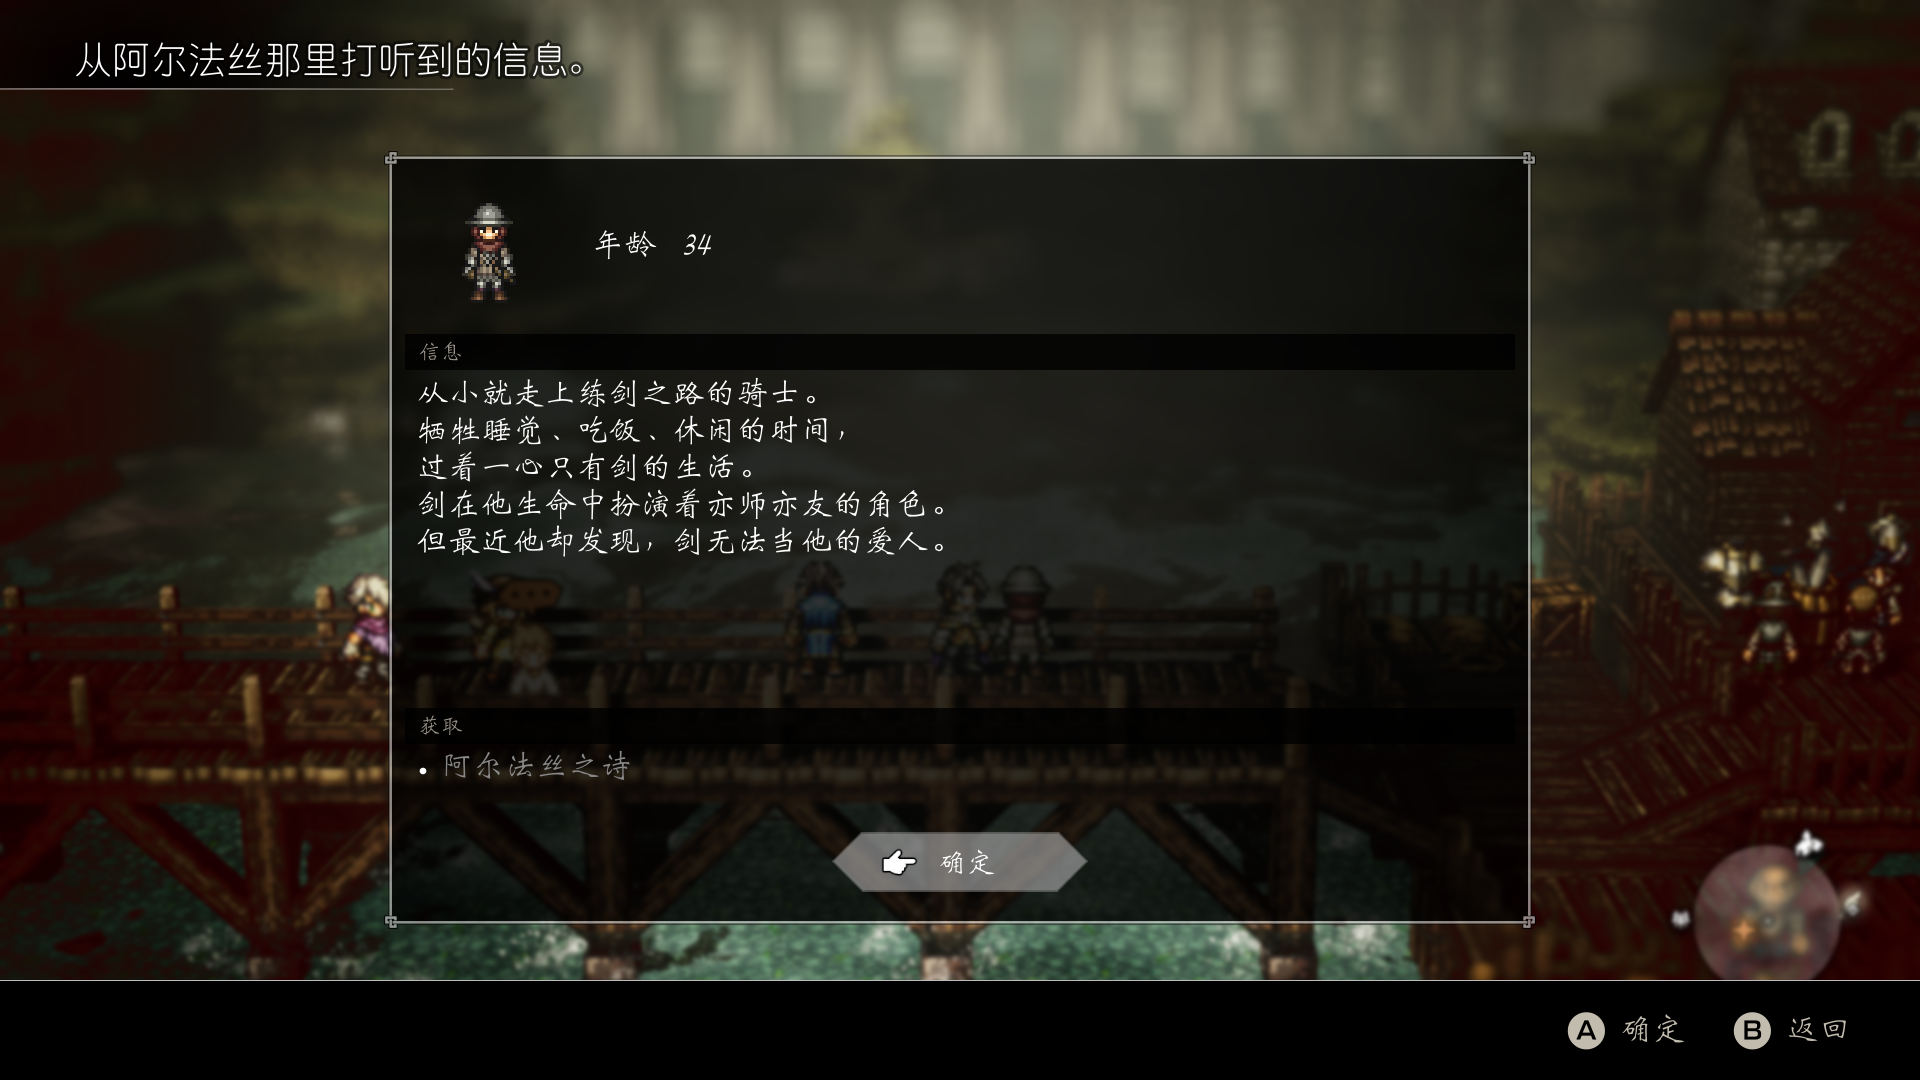 从阿尔法丝那里打听到的信息。
年龄 34
信息
从小就走上练剑之路的骑士。
牺牲睡觉、吃饭、休闲的时间，
过着一心只有剑的生活。
剑在他生命中扮演着亦师亦友的角色。
但最近他却发现，剑无法当他的爱人。
获取
• 阿尔法丝之诗
确定
A 确定 B 返回